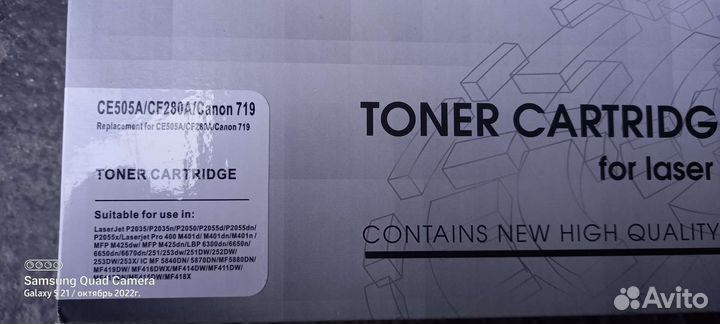 CE505A/CF280A/Canon 719
Replacement for CE505A/CF280A/Canon 719
TONER CARTRIDGE
Suitable for use in:
LaserJet P2035/P2035n/P2050/P2055d/P2055dn/
P2055x/Laserjet Pro 400 M401d/ M401dn/M401n /
MFP M425dw/ MFP M425dn/LBP 6300dn/6650n/
6650dn/6670dn/251/253dw/251DW/252DW/
253DW/253X/IC MF 5840DN/ 5870DN/MF5880DN/
MF419DW/ MF416DWX/MF414DW/MF411DW/
MF418X
TONER CARTRIDG
for laser
CONTAINS NEW HIGH QUALITY
Samsung Quad Camera
Galaxy S 21 / октябрь 2022г.
Avito